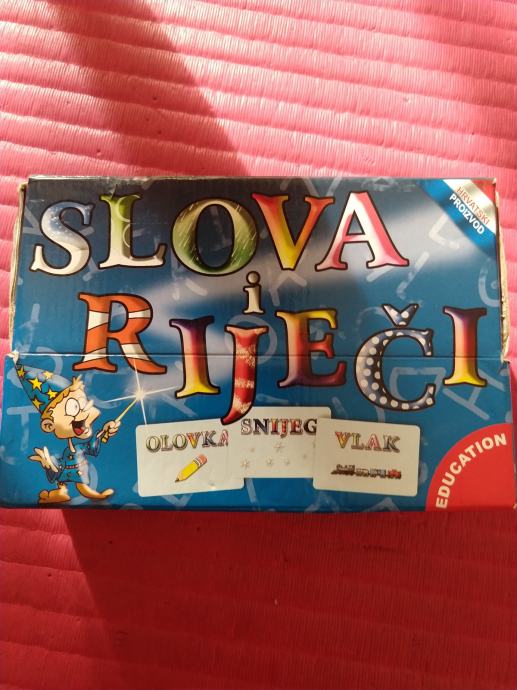 SLOVA
i
RIJEČI
HRVATSKI
PROIZVOD
OLOVKA
SNIJEG
VLAK
EDUCATION